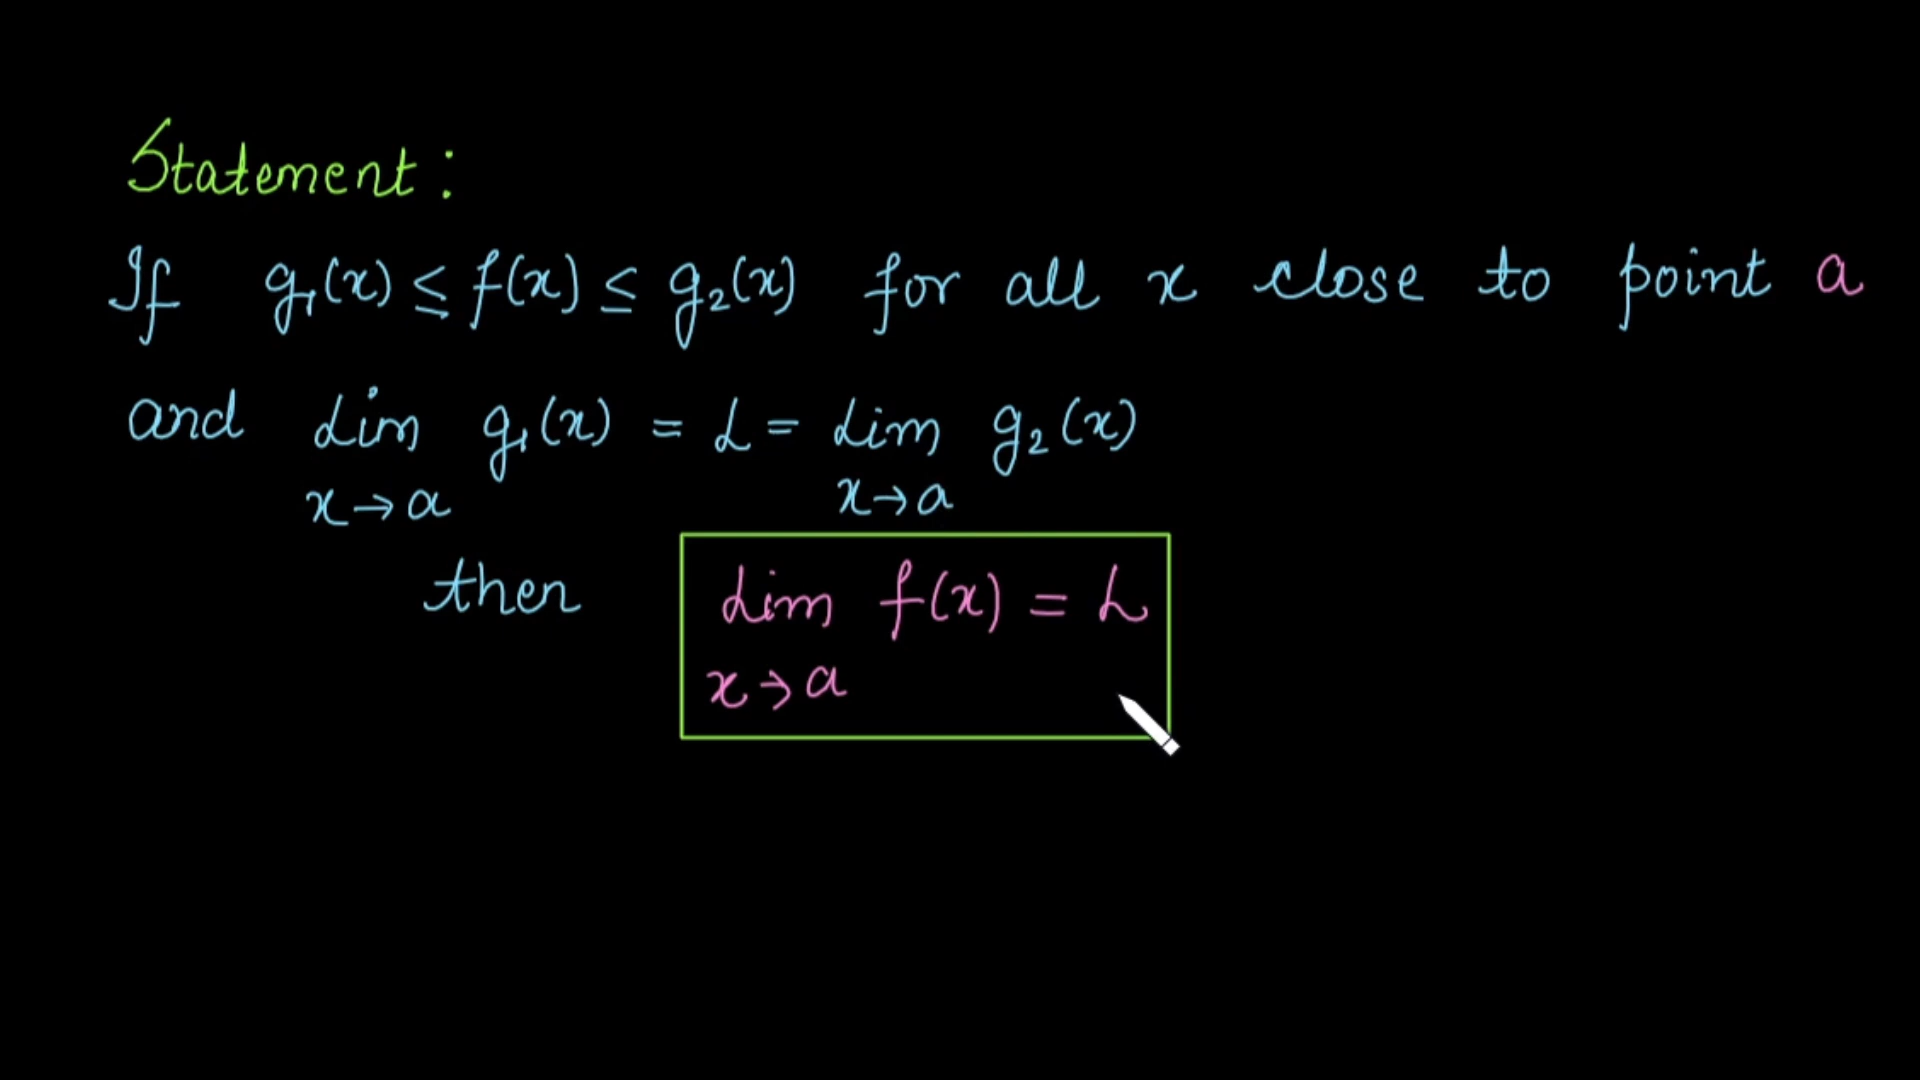 Statement:
If g₁(x) ≤ f(x) ≤ g₂(x) for all x close to point a
and Lim g₁(x) = L = Lim g₂(x)
x→a x→a
then Lim f(x) = L
x→a